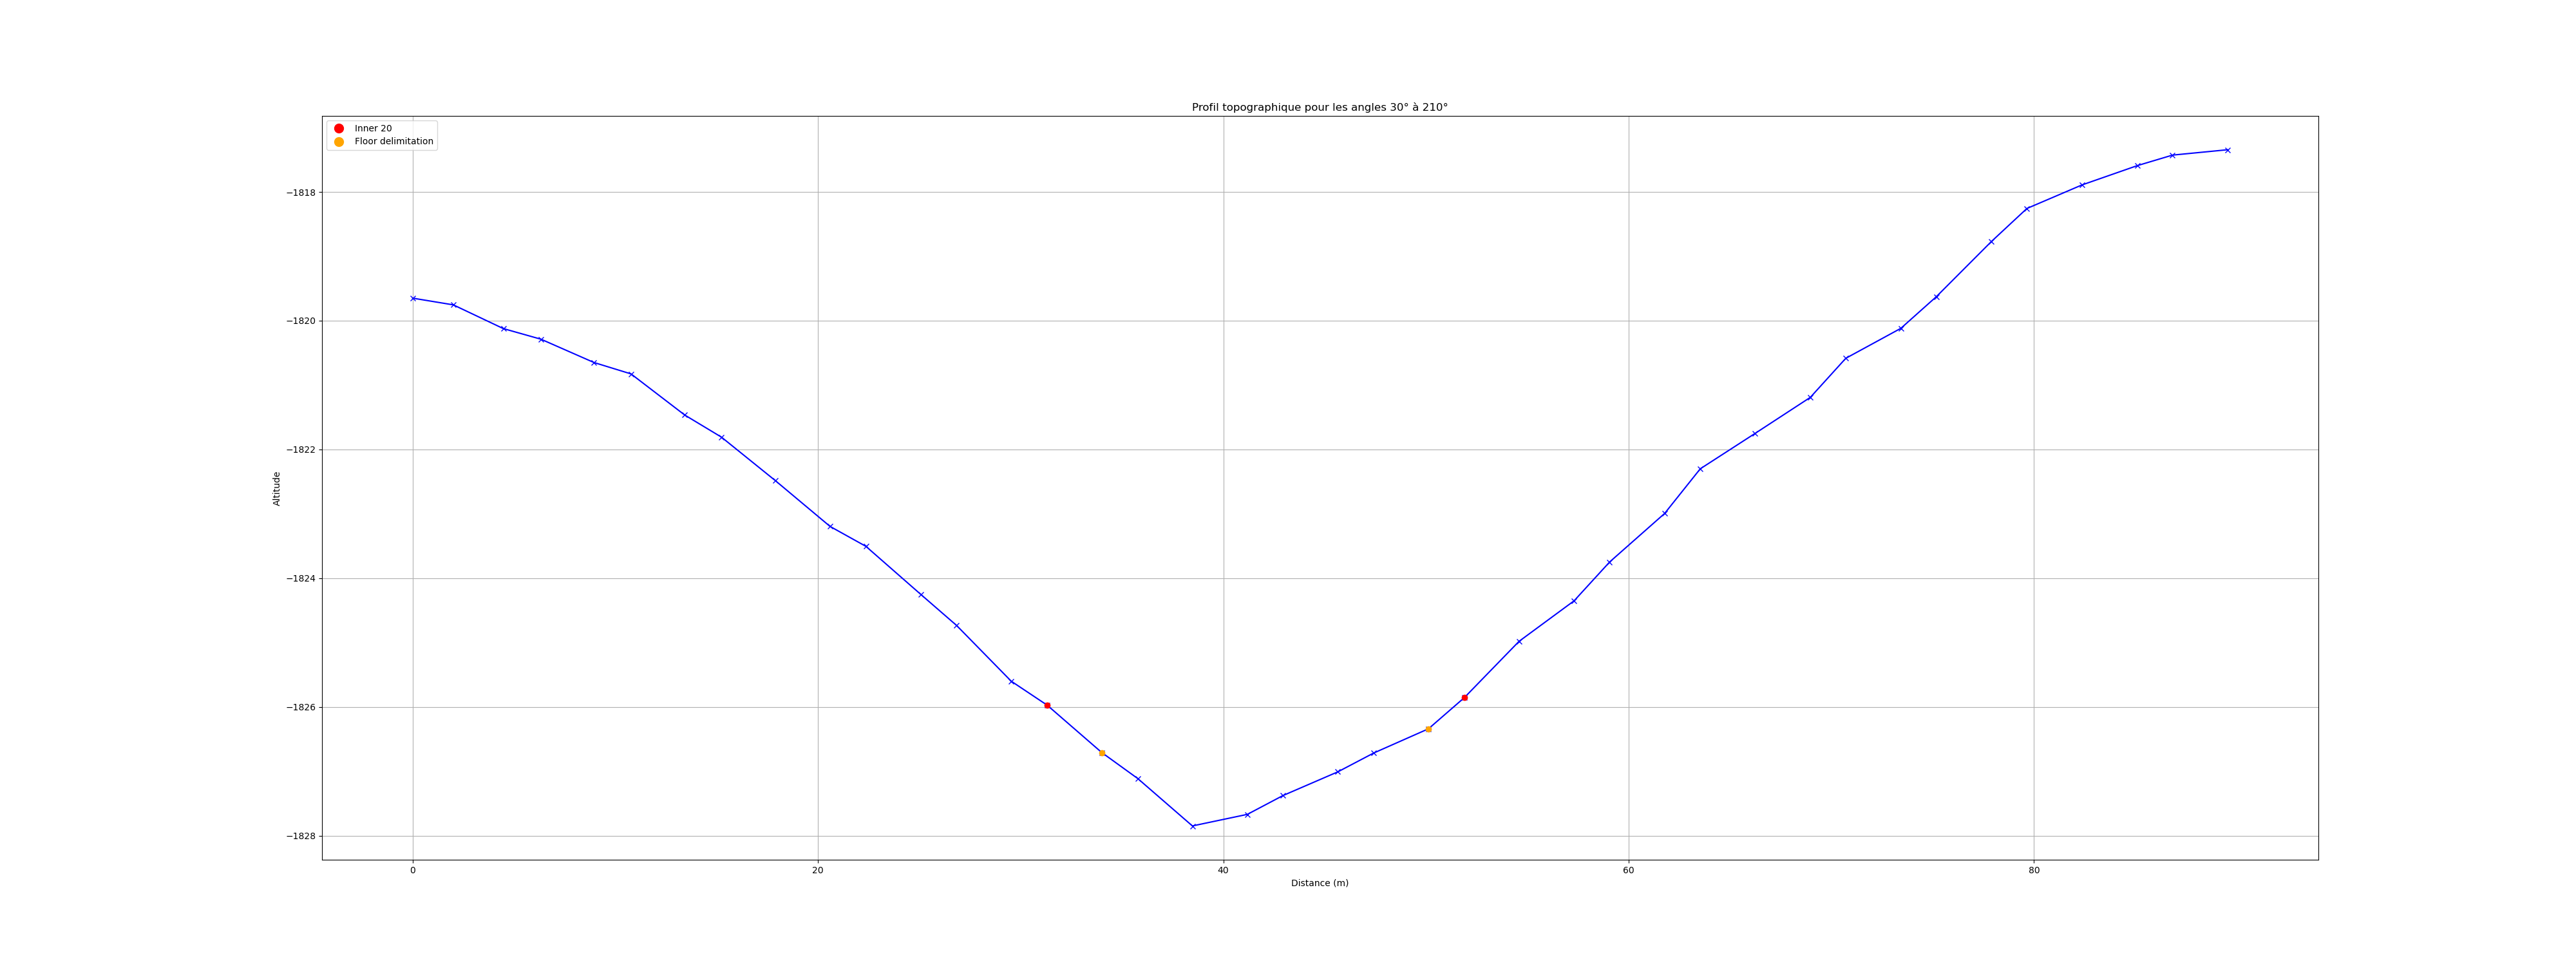 Profil topographique pour les angles 30° à 210°
Inner 20
Floor delimitation
−1818
−1820
−1822
−1824
−1826
−1828
Altitude
0
20
40
60
80
Distance (m)